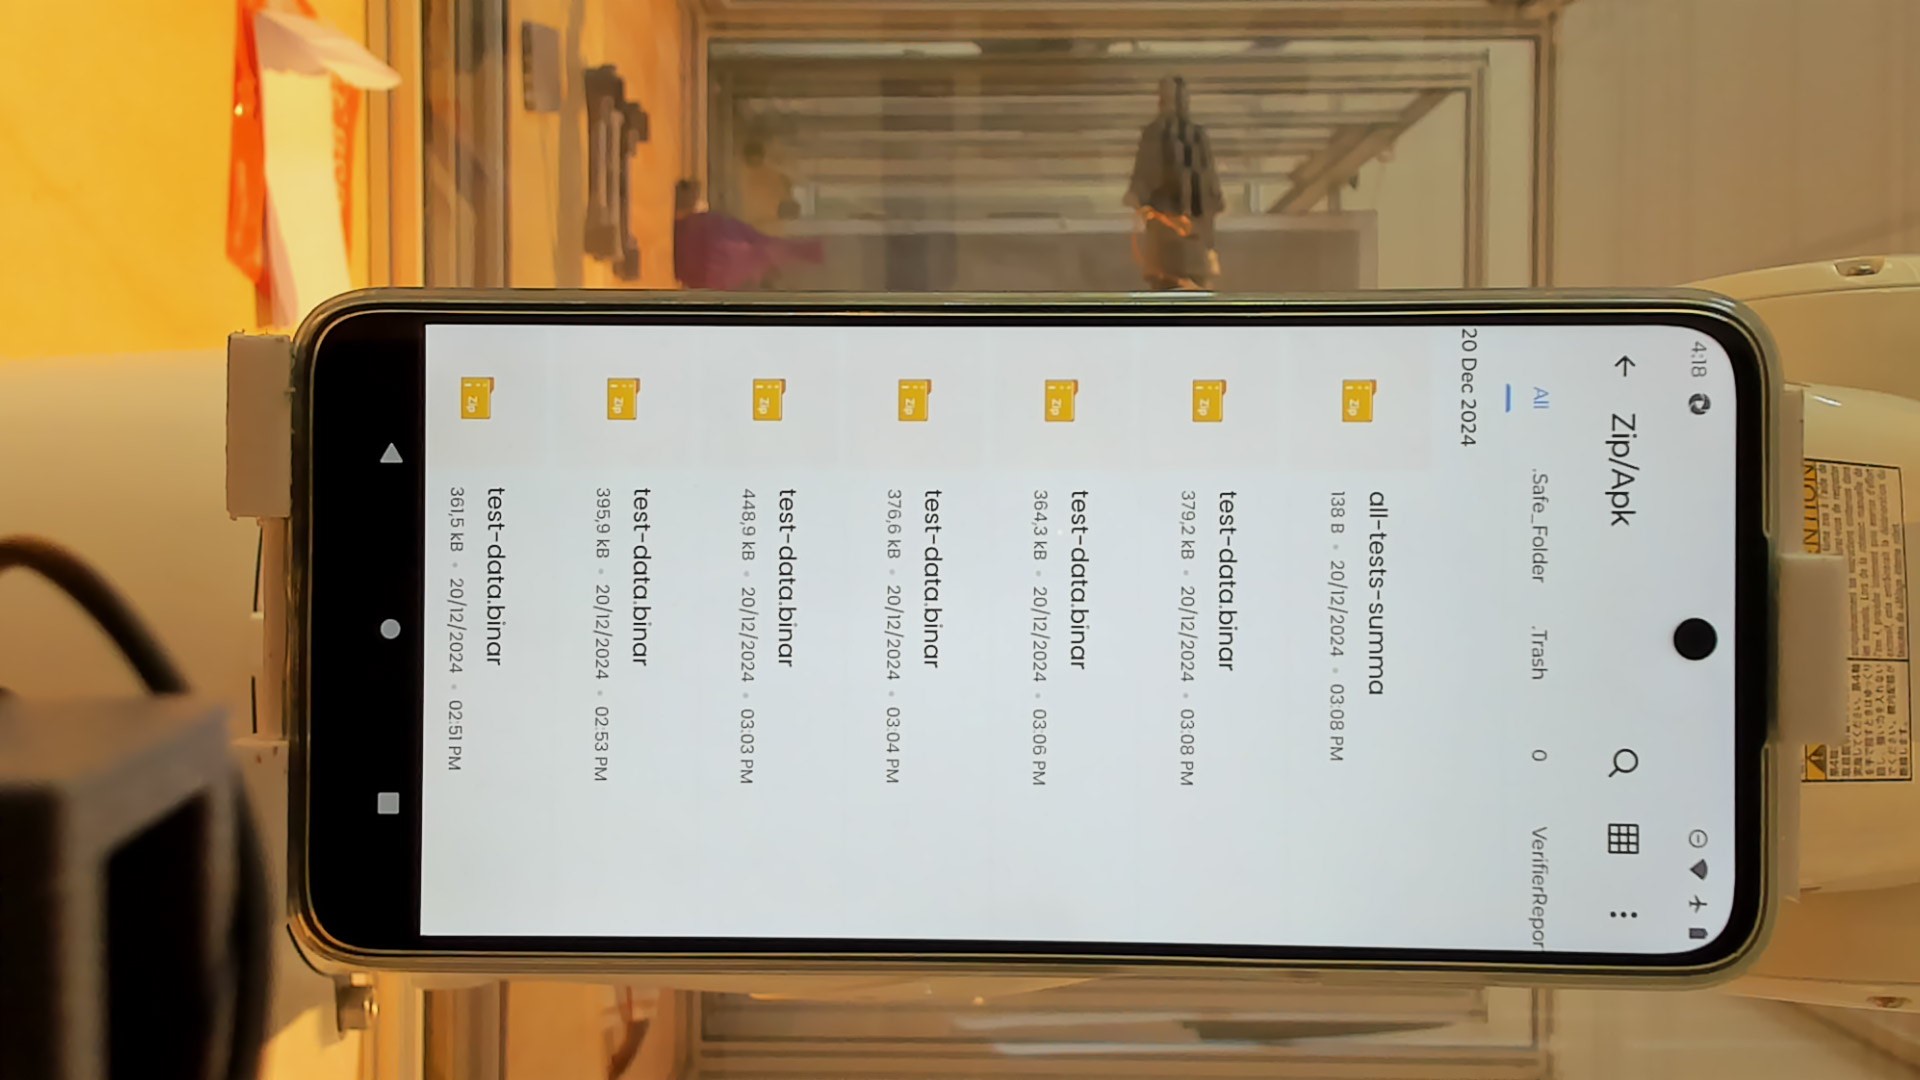 4:18
Zip/Apk
All .Safe_Folder .Trash 0 VerifierRepor
20 Dec 2024
all-tests-summa
138 B • 20/12/2024 • 03:08 PM
test-data.binar
379,2 kB • 20/12/2024 • 03:08 PM
test-data.binar
364,3 kB • 20/12/2024 • 03:06 PM
test-data.binar
376,6 kB • 20/12/2024 • 03:04 PM
test-data.binar
448,9 kB • 20/12/2024 • 03:03 PM
test-data.binar
395,9 kB • 20/12/2024 • 02:53 PM
test-data.binar
361,5 kB • 20/12/2024 • 02:51 PM
Zip
Zip
Zip
Zip
Zip
Zip
Zip